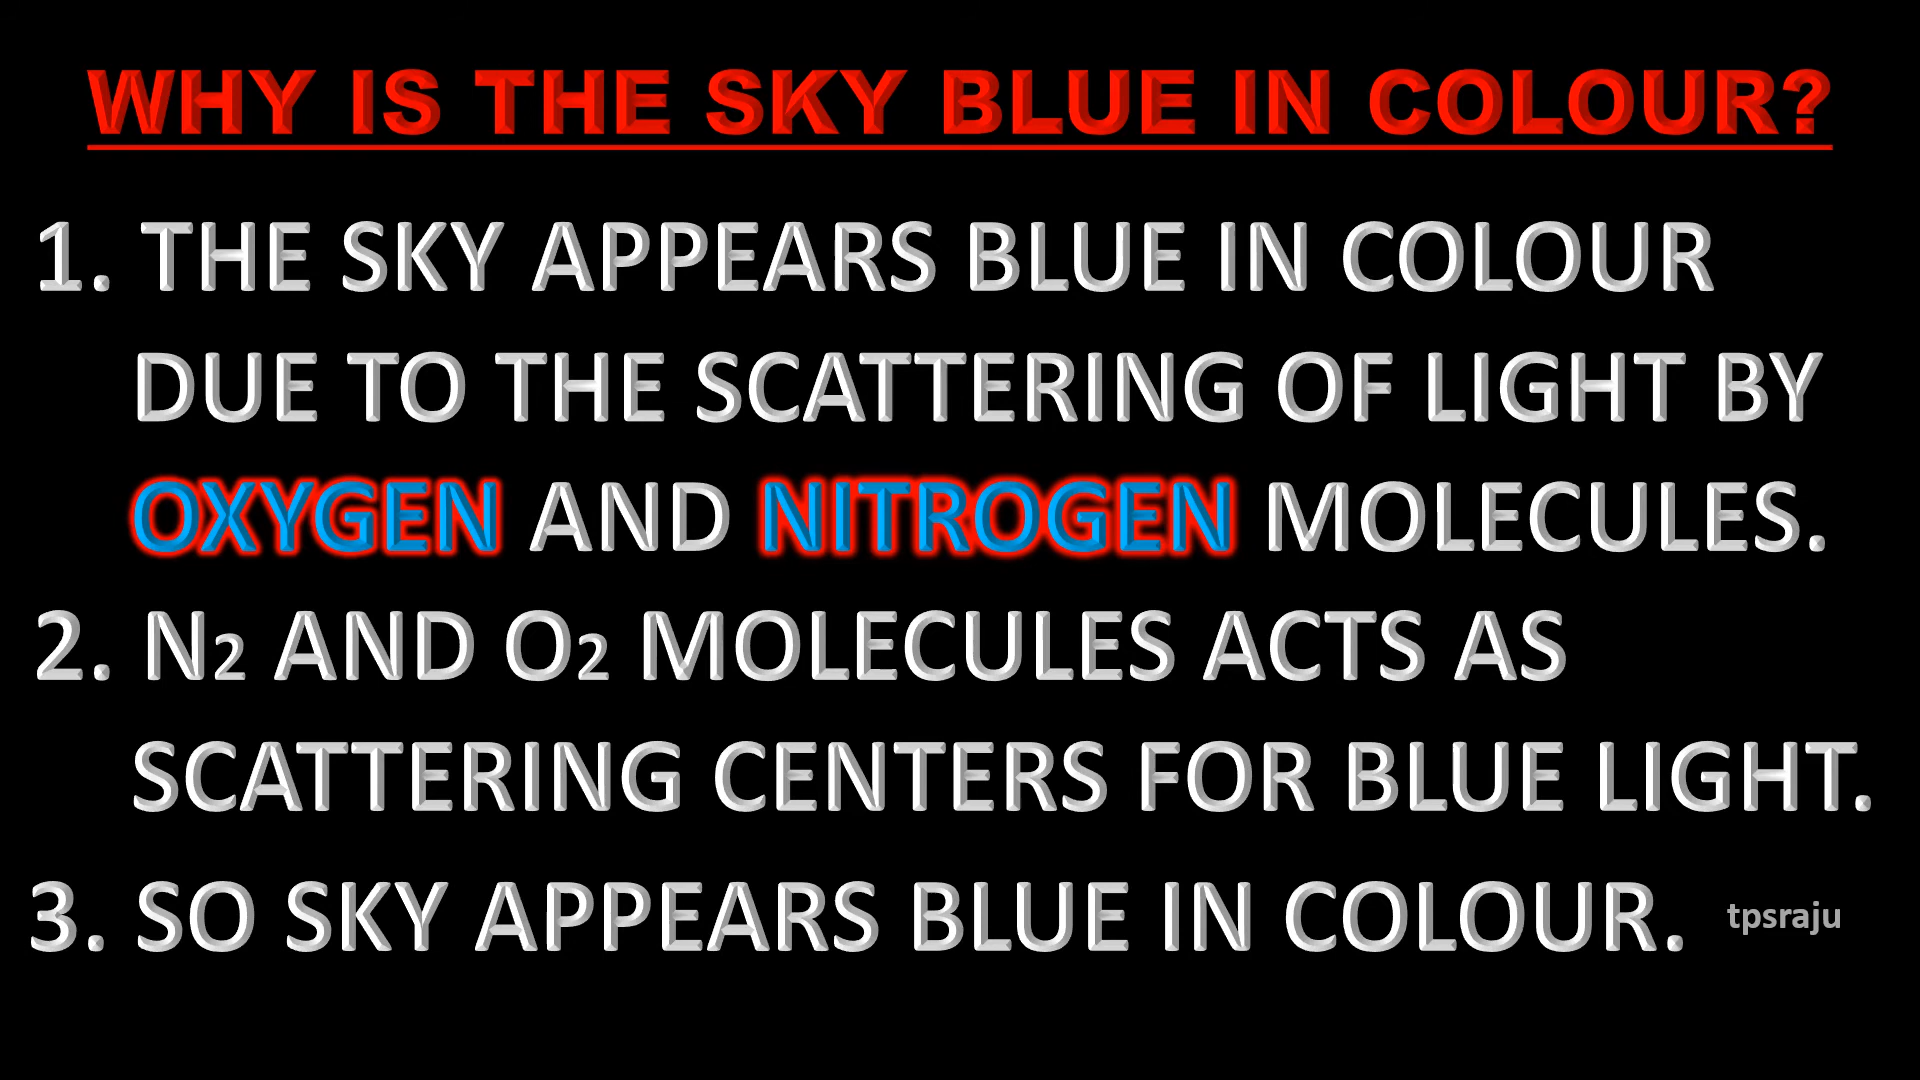 WHY IS THE SKY BLUE IN COLOUR?
1. THE SKY APPEARS BLUE IN COLOUR
DUE TO THE SCATTERING OF LIGHT BY
OXYGEN AND NITROGEN MOLECULES.
2. N2 AND O2 MOLECULES ACTS AS
SCATTERING CENTERS FOR BLUE LIGHT.
3. SO SKY APPEARS BLUE IN COLOUR. tpsraju